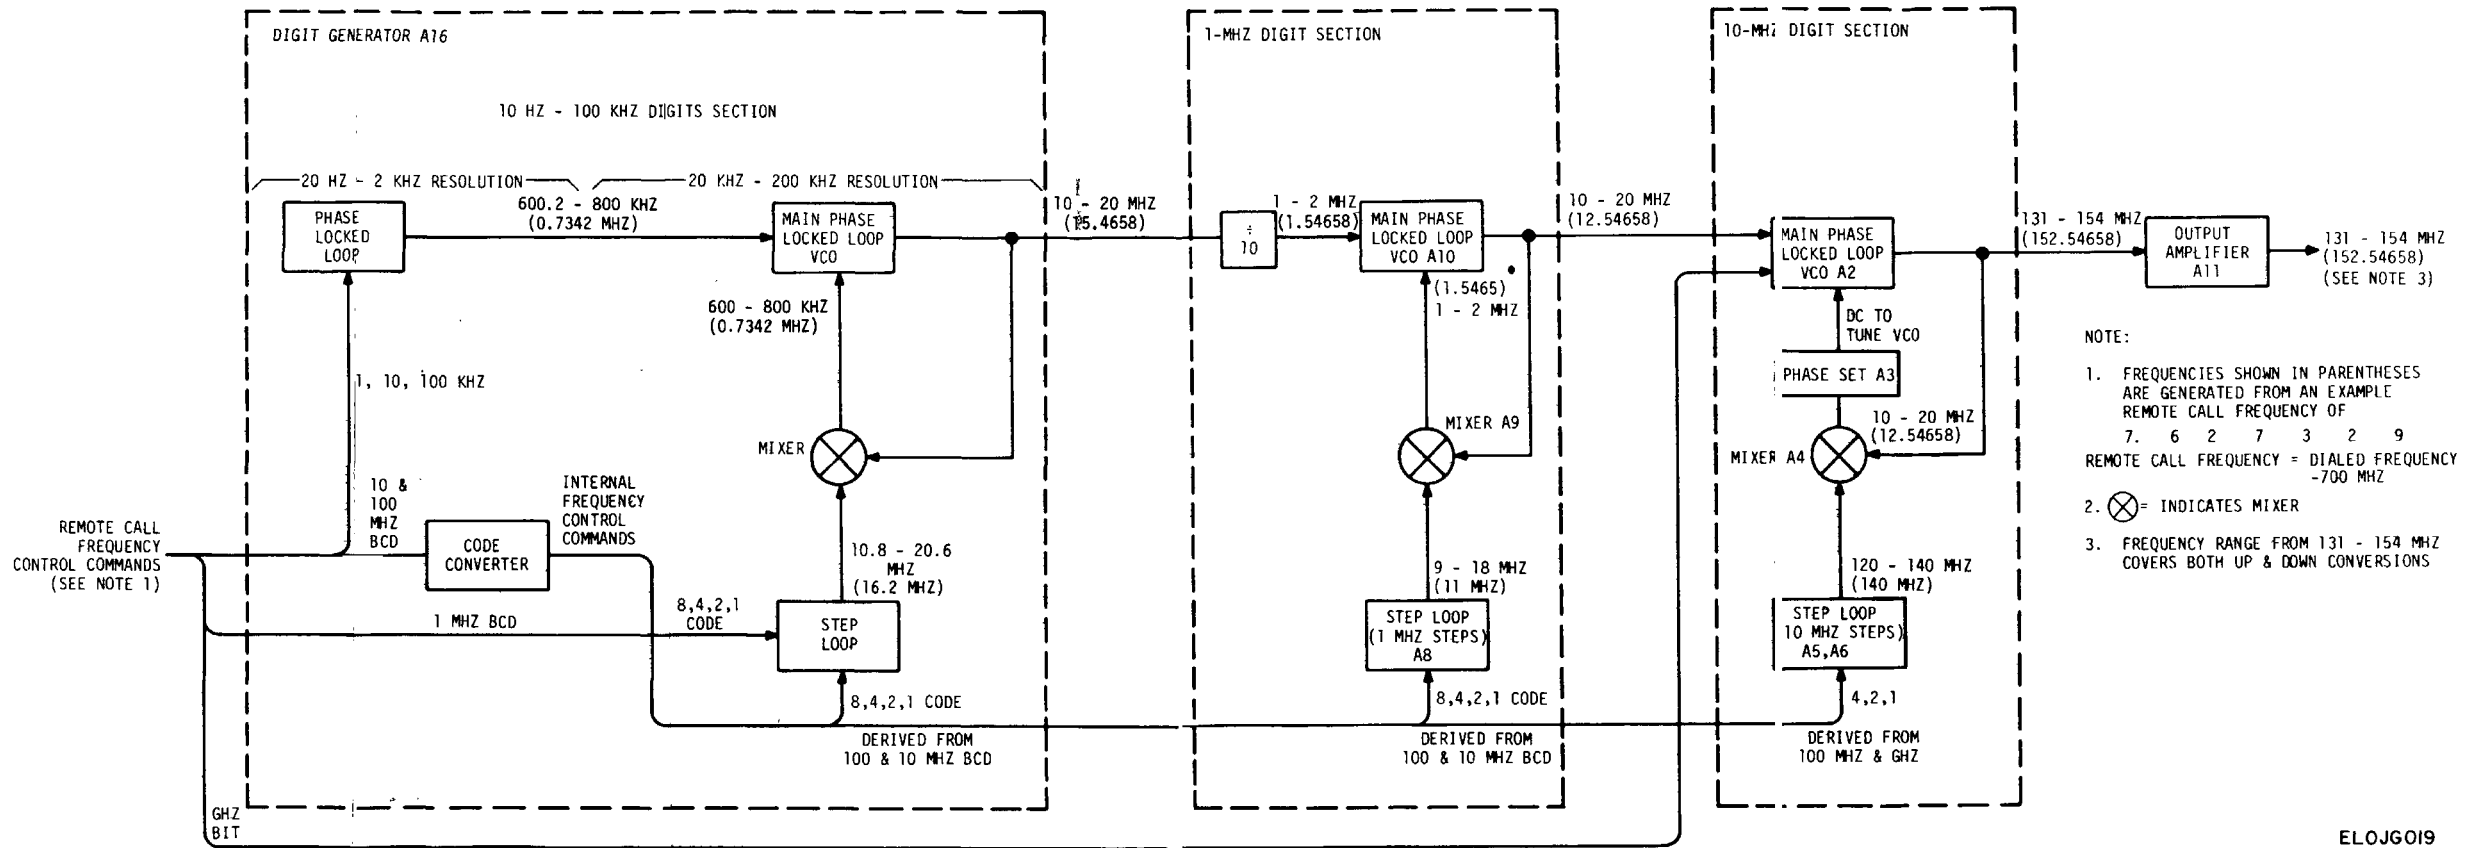 DIGIT GENERATOR A16
10 HZ - 100 KHZ DIGITS SECTION
20 HZ - 2 KHZ RESOLUTION
20 KHZ - 200 KHZ RESOLUTION
PHASE
LOCKED
LOOP
600.2 - 800 KHZ
(0.7342 MHZ)
MAIN PHASE
LOCKED LOOP
VCO
600 - 800 KHZ
(0.7342 MHZ)
1, 10, 100 KHZ
MIXER
10 &
100
MHZ
BCD
INTERNAL
FREQUENCY
CONTROL
COMMANDS
REMOTE CALL
FREQUENCY
CONTROL COMMANDS
(SEE NOTE 1)
CODE
CONVERTER
10.8 - 20.6
MHZ
(16.2 MHZ)
1 MHZ BCD
8,4,2,1
CODE
STEP
LOOP
8,4,2,1 CODE
DERIVED FROM
100 & 10 MHZ BCD
GHZ
BIT
10 - 20 MHZ
(15.4658)
1-MHZ DIGIT SECTION
÷
10
1 - 2 MHZ
(1.54658)
MAIN PHASE
LOCKED LOOP
VCO A10
(1.5465)
1 - 2 MHZ
MIXER A9
9 - 18 MHZ
(11 MHZ)
STEP LOOP
(1 MHZ STEPS)
A8
8,4,2,1 CODE
DERIVED FROM
100 & 10 MHZ BCD
10 - 20 MHZ
(12.54658)
10-MHZ DIGIT SECTION
MAIN PHASE
LOCKED LOOP
VCO A2
DC TO
TUNE VCO
PHASE SET A3
10 - 20 MHZ
(12.54658)
MIXER A4
120 - 140 MHZ
(140 MHZ)
STEP LOOP
10 MHZ STEPS)
A5,A6
4,2,1
DERIVED FROM
100 MHZ & GHZ
131 - 154 MHZ
(152.54658)
OUTPUT
AMPLIFIER
A11
131 - 154 MHZ
(152.54658)
(SEE NOTE 3)
NOTE:
1. FREQUENCIES SHOWN IN PARENTHESES
ARE GENERATED FROM AN EXAMPLE
REMOTE CALL FREQUENCY OF
7. 6 2 7 3 2 9
REMOTE CALL FREQUENCY = DIALED FREQUENCY
-700 MHZ
2. = INDICATES MIXER
3. FREQUENCY RANGE FROM 131 - 154 MHZ
COVERS BOTH UP & DOWN CONVERSIONS
ELOJGO19